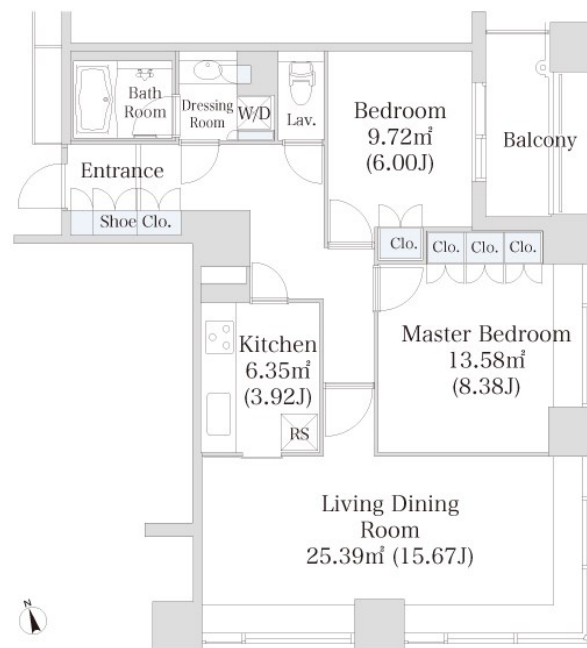 Bath
Room
Dressing
Room
W/D
Lav.
Bedroom
9.72㎡
(6.00J)
Balcony
Entrance
Shoe Clo.
Clo.
Clo.
Clo.
Clo.
Kitchen
6.35㎡
(3.92J)
RS
Master Bedroom
13.58㎡
(8.38J)
Living Dining
Room
25.39㎡ (15.67J)
N